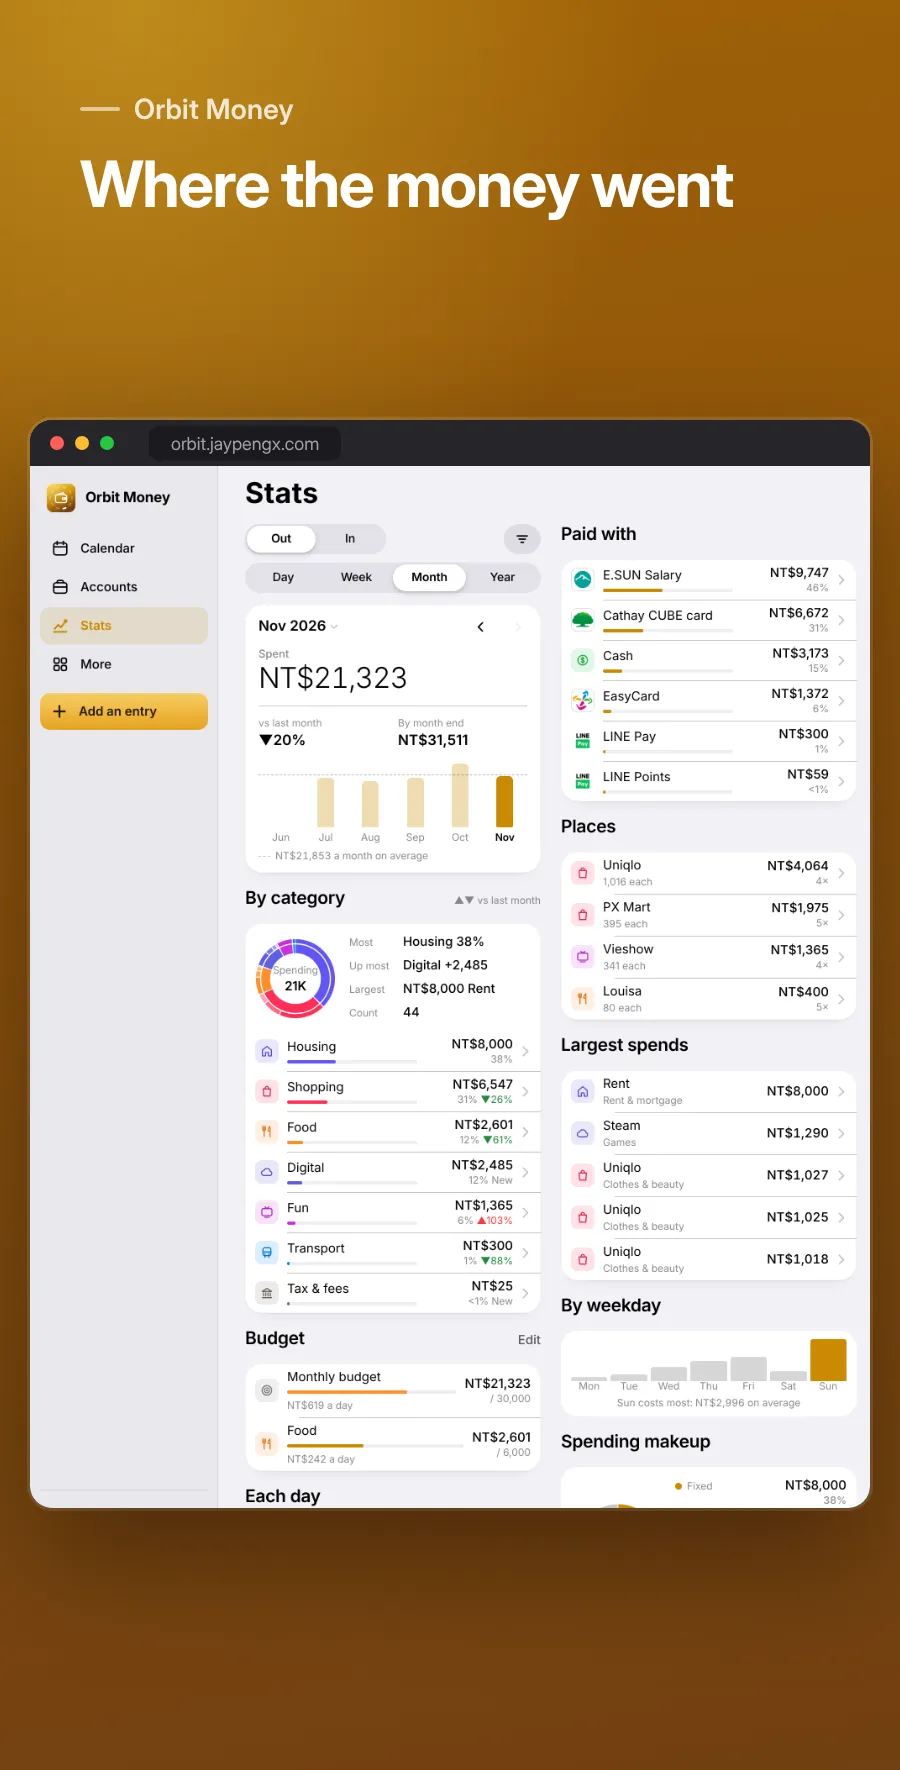 Orbit Money
Where the money went
orbit.jaypengx.com
Orbit Money
Calendar
Accounts
Stats
More
Add an entry
Stats
Out
In
Day
Week
Month
Year
Nov 2026
Spent
NT$21,323
vs last month
▼20%
By month end
NT$31,511
Jun
Jul
Aug
Sep
Oct
Nov
NT$21,853 a month on average
By category
▲▼ vs last month
Spending
21K
Most
Housing 38%
Up most
Digital +2,485
Largest
NT$8,000 Rent
Count
44
Housing
NT$8,000
38%
Shopping
NT$6,547
31% ▼26%
Food
NT$2,601
12% ▼61%
Digital
NT$2,485
12% New
Fun
NT$1,365
6% ▲103%
Transport
NT$300
1% ▼88%
Tax & fees
NT$25
<1% New
Budget
Edit
Monthly budget
NT$21,323
NT$619 a day
/ 30,000
Food
NT$2,601
NT$242 a day
/ 6,000
Each day
Paid with
E.SUN Salary
NT$9,747
46%
Cathay CUBE card
NT$6,672
31%
Cash
NT$3,173
15%
EasyCard
NT$1,372
6%
LINE Pay
LINE Pay
NT$300
1%
LINE Pay
LINE Points
NT$59
<1%
Places
Uniqlo
NT$4,064
1,016 each
4×
PX Mart
NT$1,975
395 each
5×
Vieshow
NT$1,365
341 each
4×
Louisa
NT$400
80 each
5×
Largest spends
Rent
Rent & mortgage
NT$8,000
Steam
Games
NT$1,290
Uniqlo
Clothes & beauty
NT$1,027
Uniqlo
Clothes & beauty
NT$1,025
Uniqlo
Clothes & beauty
NT$1,018
By weekday
Mon
Tue
Wed
Thu
Fri
Sat
Sun
Sun costs most: NT$2,996 on average
Spending makeup
Fixed
NT$8,000
38%